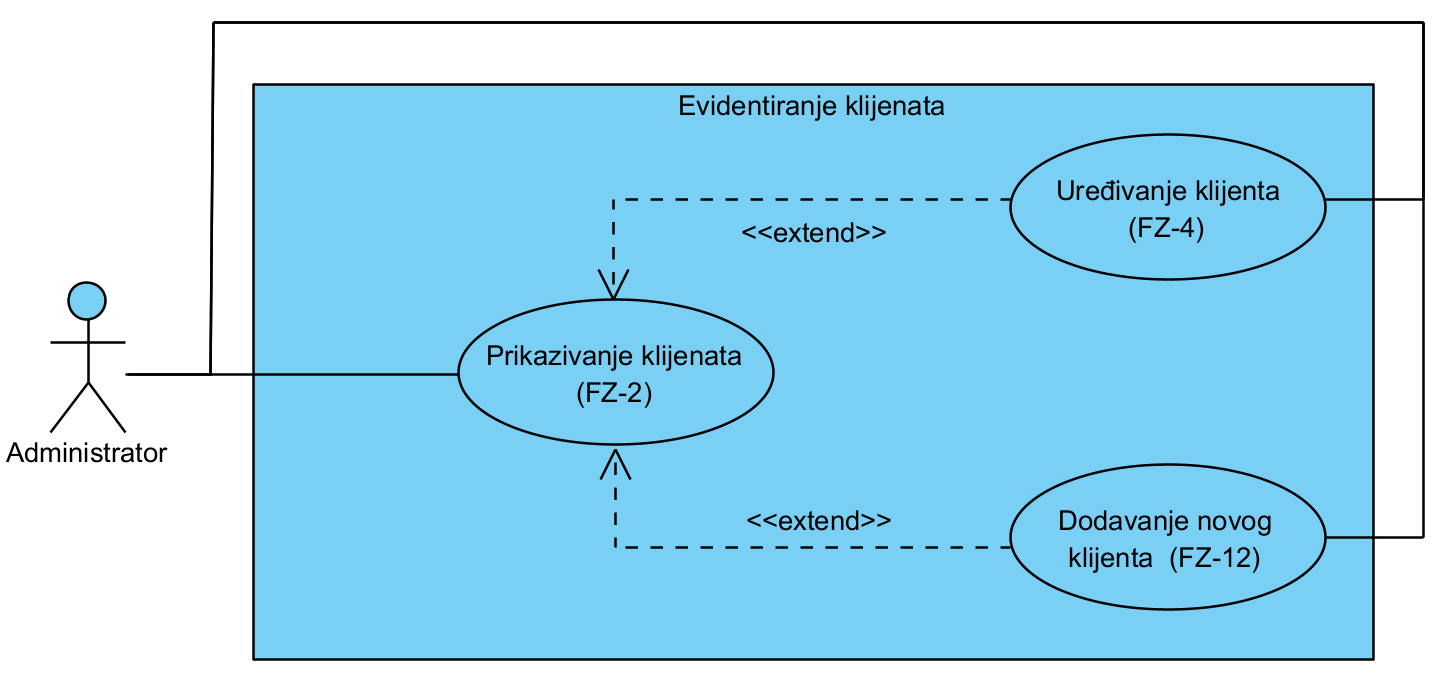 Evidentiranje klijenata
Uređivanje klijenta
(FZ-4)
<<extend>>
Prikazivanje klijenata
(FZ-2)
Administrator
<<extend>>
Dodavanje novog
klijenta (FZ-12)